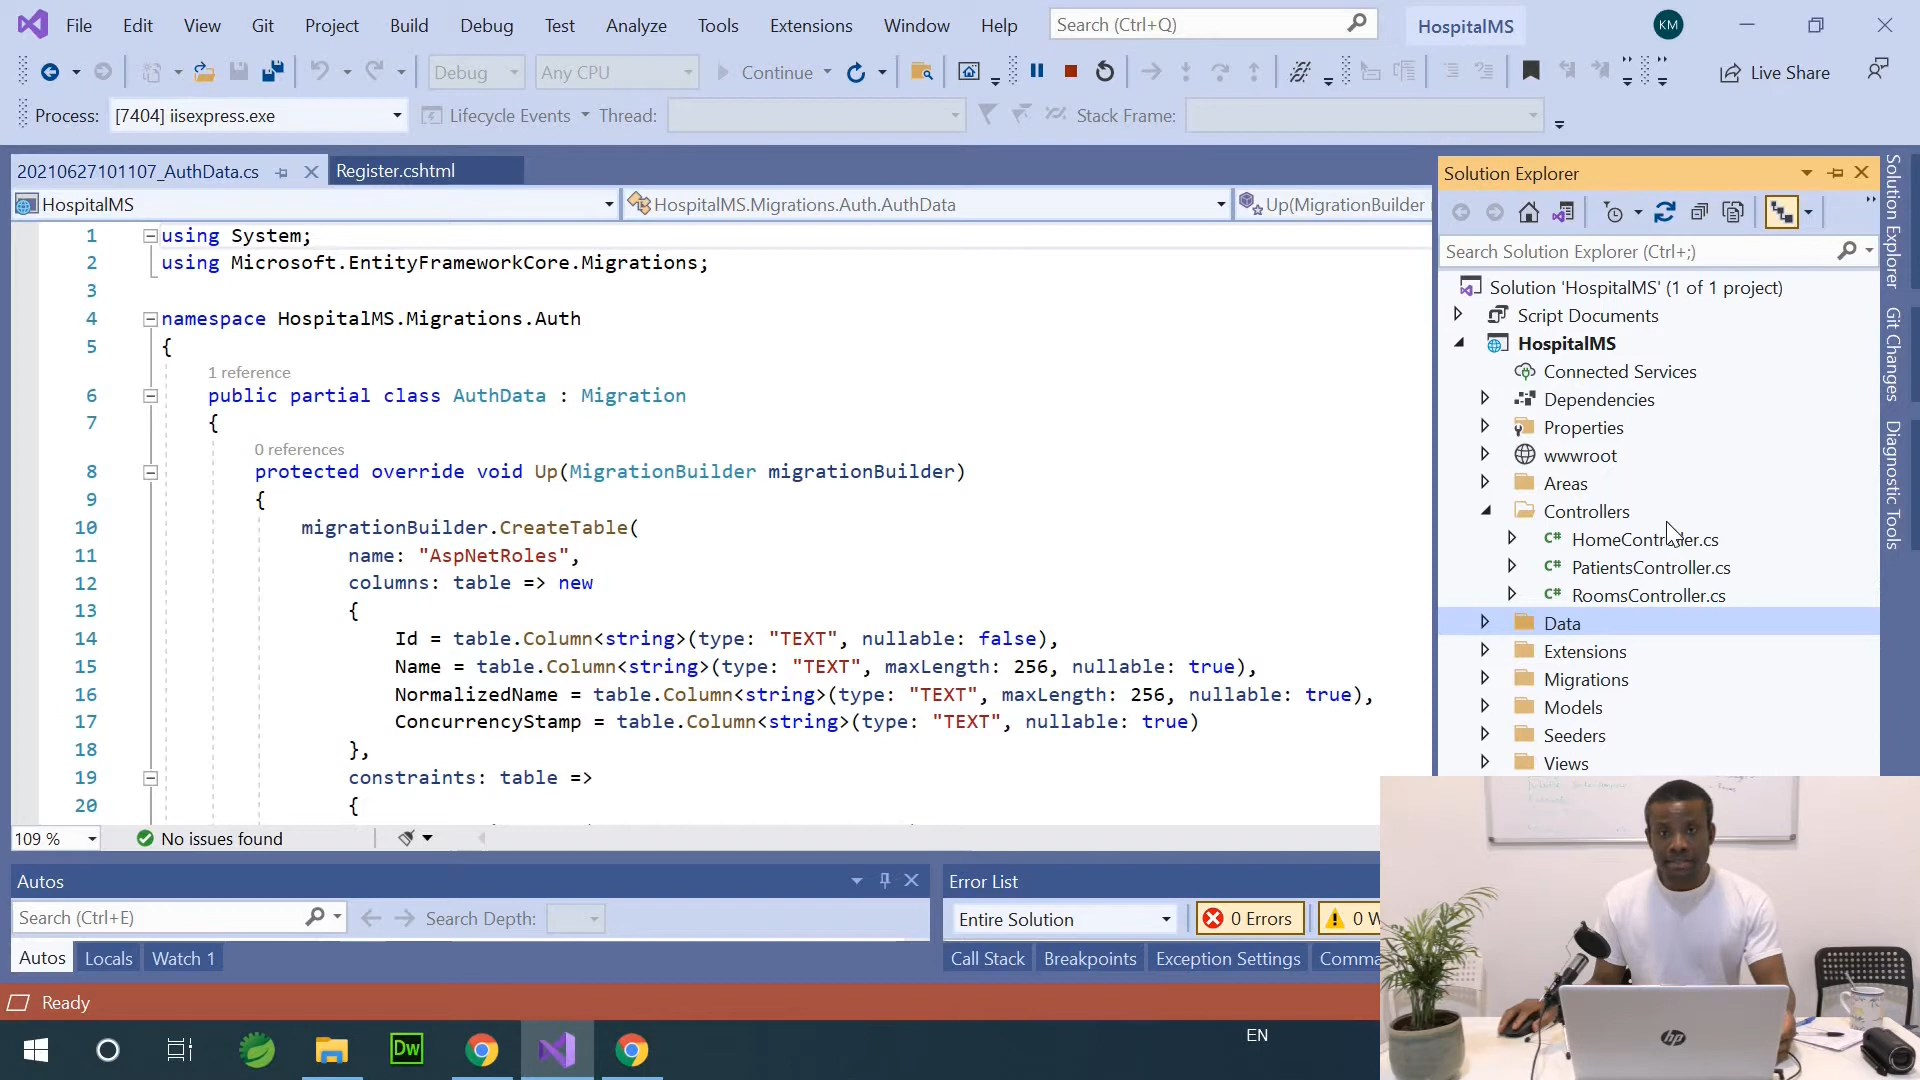 File Edit View Git Project Build Debug Test Analyze Tools Extensions Window Help Search (Ctrl+Q) HospitalMS KM
Debug Any CPU Continue Live Share
Process: [7404] iisexpress.exe Lifecycle Events Thread: Stack Frame:
20210627101107_AuthData.cs Register.cshtml
HospitalMS HospitalMS.Migrations.Auth.AuthData Up(MigrationBuilder
1 using System;
2 using Microsoft.EntityFrameworkCore.Migrations;
3
4 namespace HospitalMS.Migrations.Auth
5 {
1 reference
6 public partial class AuthData : Migration
7 {
0 references
8 protected override void Up(MigrationBuilder migrationBuilder)
9 {
10 migrationBuilder.CreateTable(
11 name: "AspNetRoles",
12 columns: table => new
13 {
14 Id = table.Column<string>(type: "TEXT", nullable: false),
15 Name = table.Column<string>(type: "TEXT", maxLength: 256, nullable: true),
16 NormalizedName = table.Column<string>(type: "TEXT", maxLength: 256, nullable: true),
17 ConcurrencyStamp = table.Column<string>(type: "TEXT", nullable: true)
18 },
19 constraints: table =>
20 {
109 % No issues found
Solution Explorer
Search Solution Explorer (Ctrl+;)
Solution 'HospitalMS' (1 of 1 project)
Script Documents
HospitalMS
Connected Services
Dependencies
Properties
wwwroot
Areas
Controllers
HomeController.cs
PatientsController.cs
RoomsController.cs
Data
Extensions
Migrations
Models
Seeders
Views
Solution Explorer
Git Changes
Diagnostic Tools
Autos
Search (Ctrl+E) Search Depth:
Autos Locals Watch 1
Error List
Entire Solution 0 Errors 0 W
Call Stack Breakpoints Exception Settings Comma
Ready
Dw
EN
hp